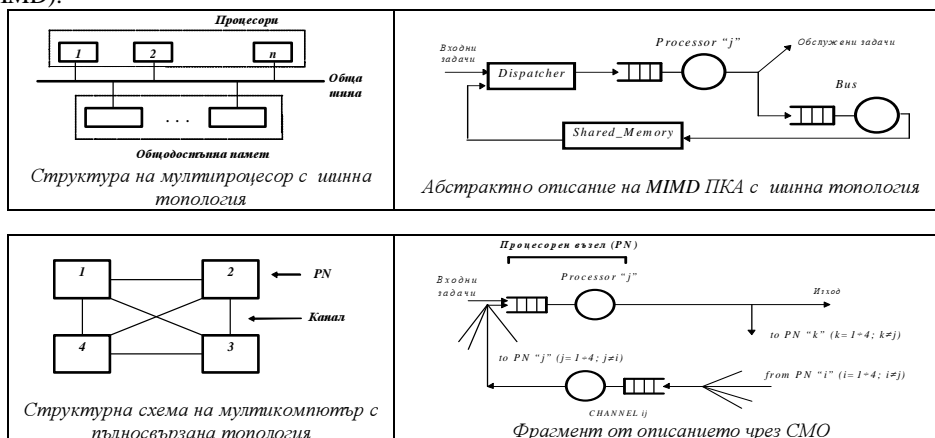 MIMD).
Процесори
1 2 n
Обща
шина
. . .
Общодостъпна памет
Структура на мултипроцесор с шинна
топология
Входни
задачи
Processor “j”
Обслужени задачи
Dispatcher
Bus
Shared_Memory
Абстрактно описание на MIMD ПКА с шинна топология
1 2 PN
Канал
4 3
Структурна схема на мултикомпютър с
пълносвързана топология
Процесорен възел (PN)
Входни
задачи
Processor “j”
Изход
to PN “k” (k=1÷4; k≠j)
to PN “j” (j=1÷4; j≠i)
from PN “i” (i=1÷4; i≠j)
CHANNEL ij
Фрагмент от описанието чрез СМО